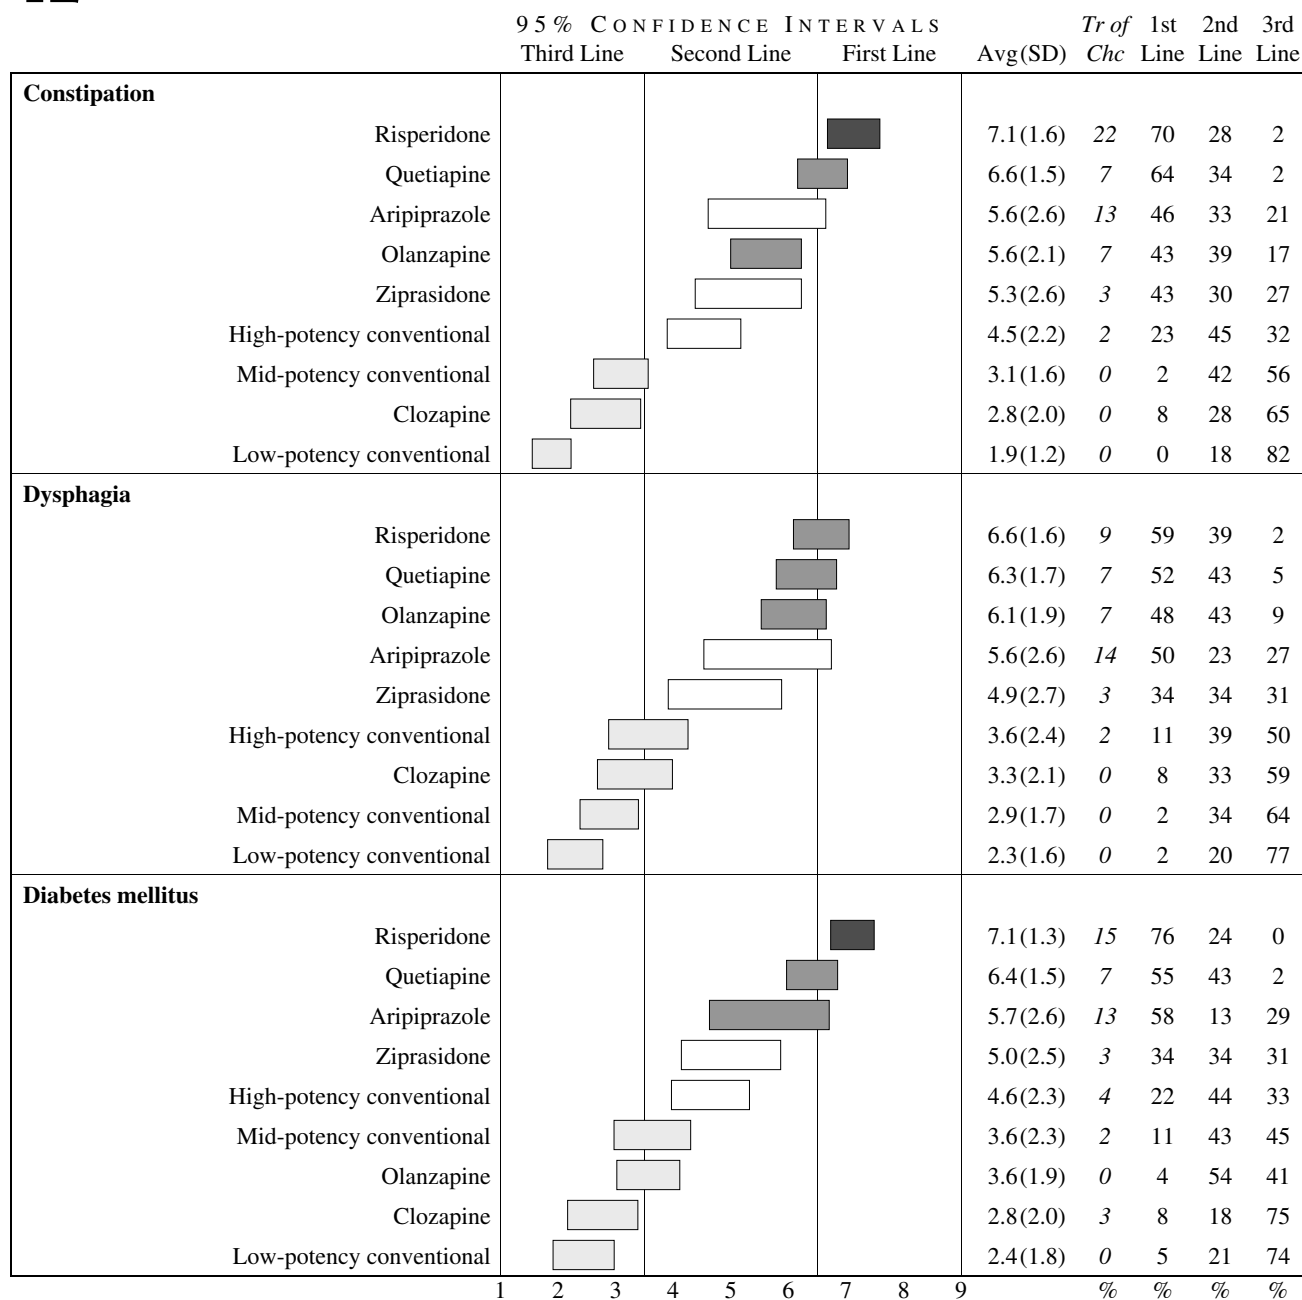 95% CONFIDENCE INTERVALS Tr of 1st 2nd 3rd
Third Line Second Line First Line Avg(SD) Chc Line Line Line
Constipation
Risperidone 7.1(1.6) 22 70 28 2
Quetiapine 6.6(1.5) 7 64 34 2
Aripiprazole 5.6(2.6) 13 46 33 21
Olanzapine 5.6(2.1) 7 43 39 17
Ziprasidone 5.3(2.6) 3 43 30 27
High-potency conventional 4.5(2.2) 2 23 45 32
Mid-potency conventional 3.1(1.6) 0 2 42 56
Clozapine 2.8(2.0) 0 8 28 65
Low-potency conventional 1.9(1.2) 0 0 18 82
Dysphagia
Risperidone 6.6(1.6) 9 59 39 2
Quetiapine 6.3(1.7) 7 52 43 5
Olanzapine 6.1(1.9) 7 48 43 9
Aripiprazole 5.6(2.6) 14 50 23 27
Ziprasidone 4.9(2.7) 3 34 34 31
High-potency conventional 3.6(2.4) 2 11 39 50
Clozapine 3.3(2.1) 0 8 33 59
Mid-potency conventional 2.9(1.7) 0 2 34 64
Low-potency conventional 2.3(1.6) 0 2 20 77
Diabetes mellitus
Risperidone 7.1(1.3) 15 76 24 0
Quetiapine 6.4(1.5) 7 55 43 2
Aripiprazole 5.7(2.6) 13 58 13 29
Ziprasidone 5.0(2.5) 3 34 34 31
High-potency conventional 4.6(2.3) 4 22 44 33
Mid-potency conventional 3.6(2.3) 2 11 43 45
Olanzapine 3.6(1.9) 0 4 54 41
Clozapine 2.8(2.0) 3 8 18 75
Low-potency conventional 2.4(1.8) 0 5 21 74
1 2 3 4 5 6 7 8 9 % % % %